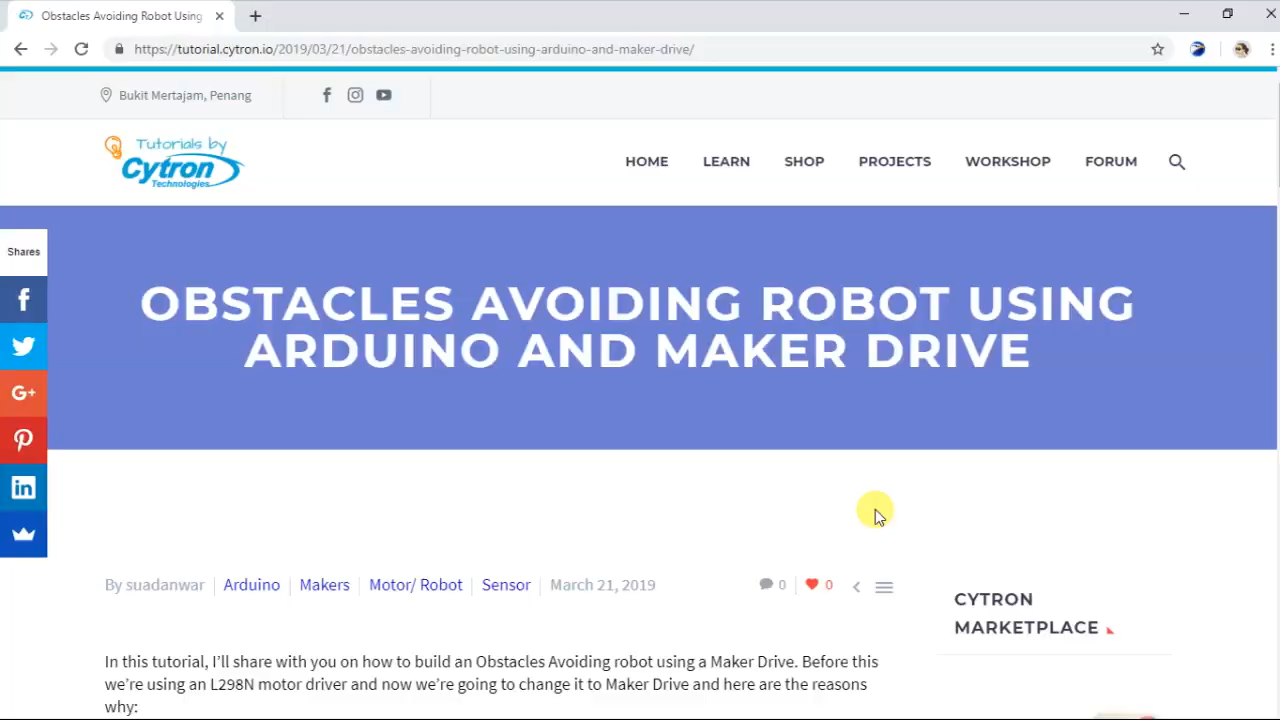 Obstacles Avoiding Robot Using
https://tutorial.cytron.io/2019/03/21/obstacles-avoiding-robot-using-arduino-and-maker-drive/
Bukit Mertajam, Penang
Tutorials by
Cytron
Technologies
HOME LEARN SHOP PROJECTS WORKSHOP FORUM
Shares
OBSTACLES AVOIDING ROBOT USING
ARDUINO AND MAKER DRIVE
By suadanwar Arduino Makers Motor/ Robot Sensor March 21, 2019 0 0
CYTRON
MARKETPLACE
In this tutorial, I'll share with you on how to build an Obstacles Avoiding robot using a Maker Drive. Before this
we're using an L298N motor driver and now we're going to change it to Maker Drive and here are the reasons
why: